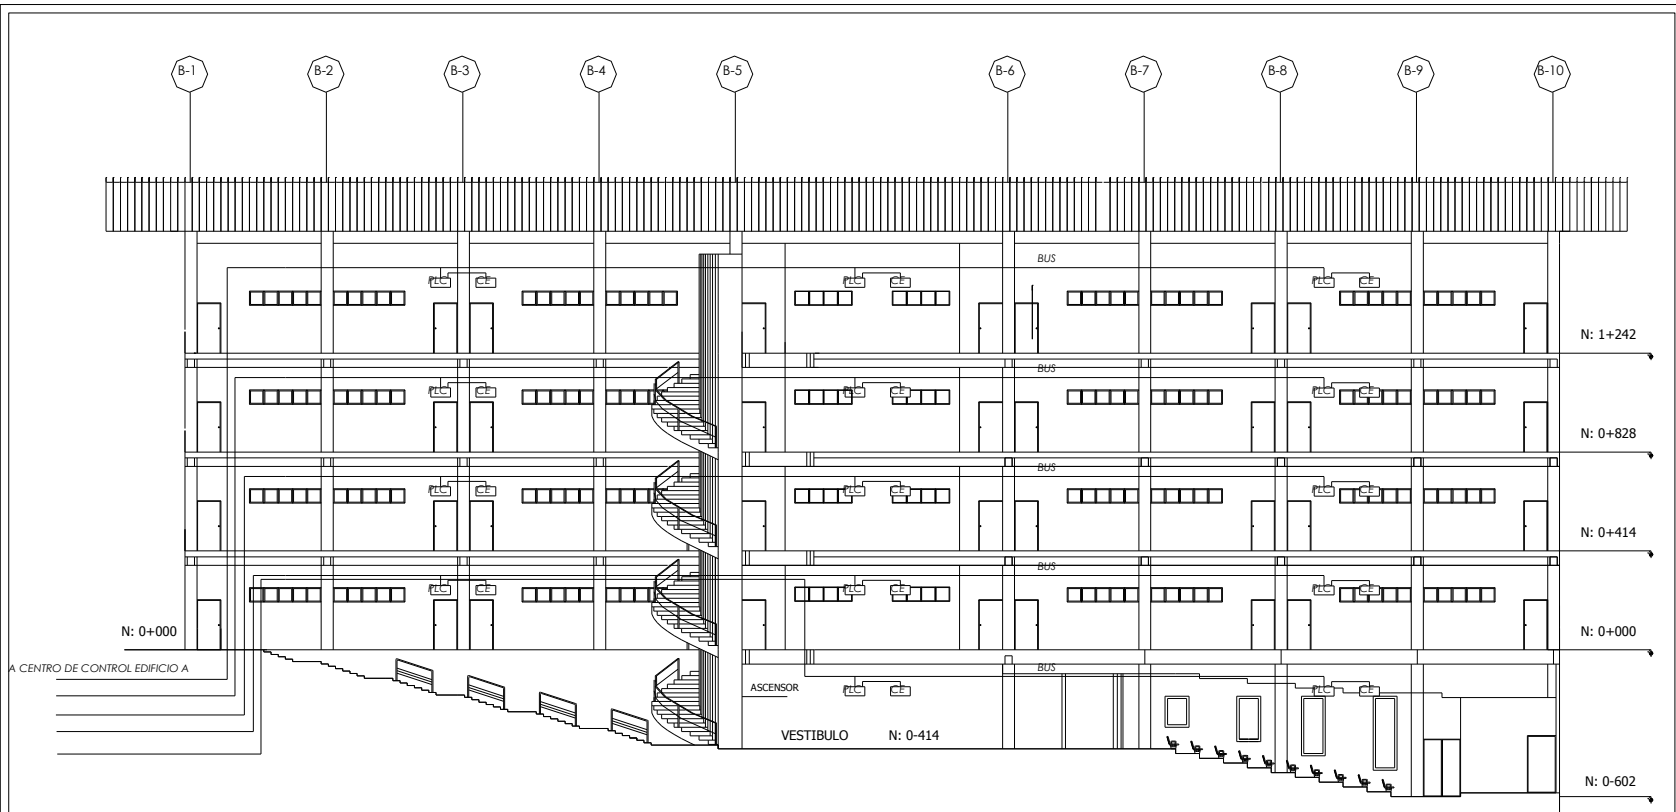 B-1 B-2 B-3 B-4 B-5 B-6 B-7 B-8 B-9 B-10
BUS
PLC CE PLC CE PLC CE
N: 1+242
BUS
PLC CE PLC CE PLC CE
N: 0+828
BUS
PLC CE PLC CE PLC CE
N: 0+414
BUS
PLC CE PLC CE PLC CE
N: 0+000 N: 0+000
A CENTRO DE CONTROL EDIFICIO A
BUS
ASCENSOR PLC CE PLC CE
VESTIBULO N: 0-414
N: 0-602